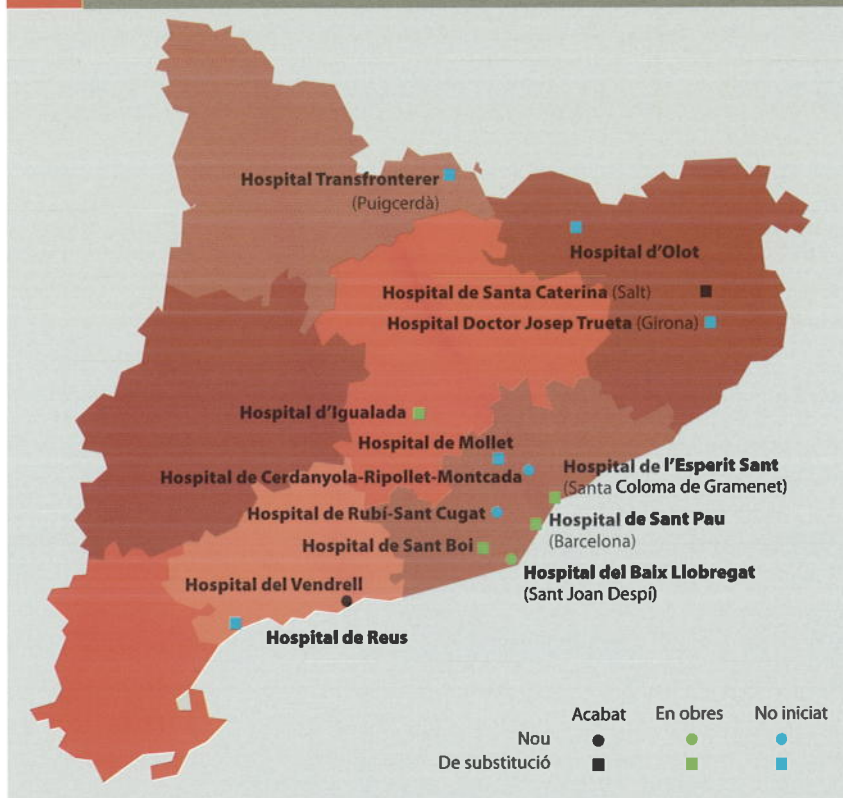 Hospital Transfronterer
(Puigcerdà)
Hospital d'Olot
Hospital de Santa Caterina (Salt)
Hospital Doctor Josep Trueta (Girona)
Hospital d'Igualada
Hospital de Mollet
Hospital de Cerdanyola-Ripollet-Montcada
Hospital de l'Esperit Sant
(Santa Coloma de Gramenet)
Hospital de Rubí-Sant Cugat
Hospital de Sant Pau
(Barcelona)
Hospital de Sant Boi
Hospital del Baix Llobregat
(Sant Joan Despí)
Hospital del Vendrell
Hospital de Reus
Acabat En obres No iniciat
Nou
De substitució